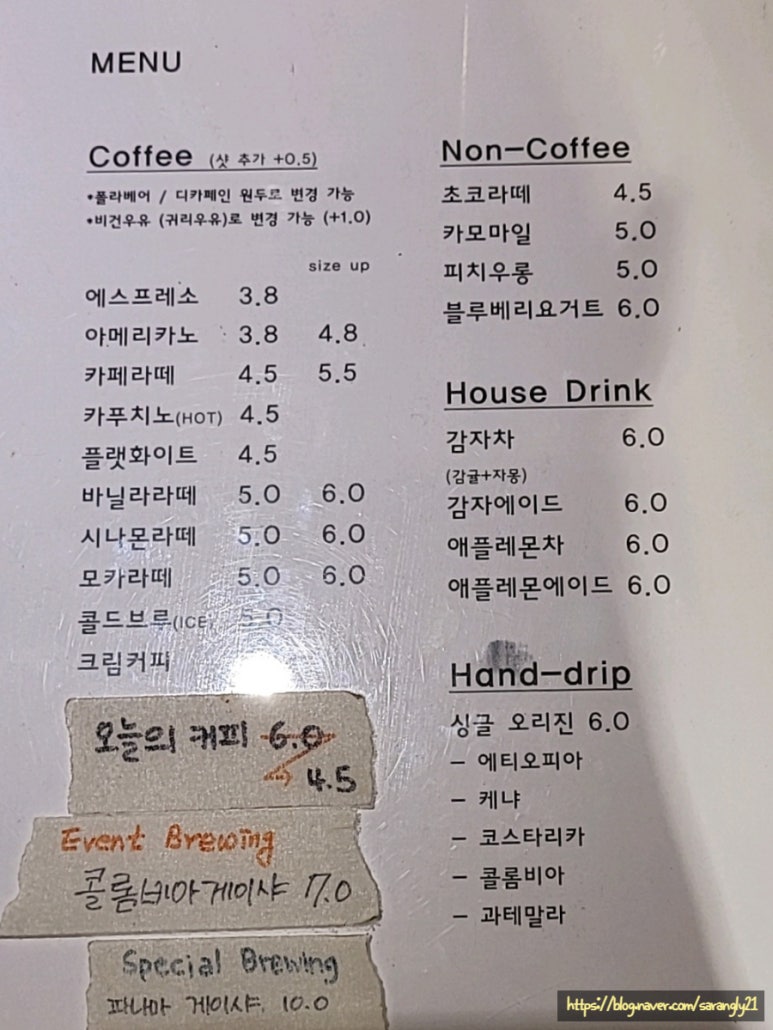 MENU
Coffee (샷 추가 +0.5)
*폴라베어 / 디카페인 원두로 변경 가능
*비건우유 (귀리우유)로 변경 가능 (+1.0)
size up
에스프레소 3.8
아메리카노 3.8 4.8
카페라떼 4.5 5.5
카푸치노(HOT) 4.5
플랫화이트 4.5
바닐라라떼 5.0 6.0
시나몬라떼 5.0 6.0
모카라떼 5.0 6.0
콜드브루(ICE) 5.0
크림커피
오늘의 커피 6.0
4.5
Event Brewing
콜롬비아게이샤 7.0
Special Brewing
파나마 게이샤 10.0
Non-Coffee
초코라떼 4.5
카모마일 5.0
피치우롱 5.0
블루베리요거트 6.0
House Drink
감자차 6.0
(감귤+자몽)
감자에이드 6.0
애플레몬차 6.0
애플레몬에이드 6.0
Hand-drip
싱글 오리진 6.0
- 에티오피아
- 케냐
- 코스타리카
- 콜롬비아
- 과테말라
https://blog.naver.com/sarangly21